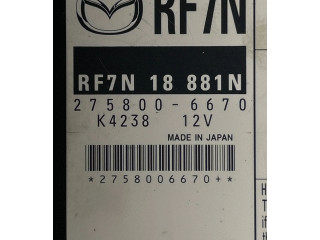 RF7N
RF7N 18 881N
275800-6670
K4238 12V
MADE IN JAPAN
*2758006670+*